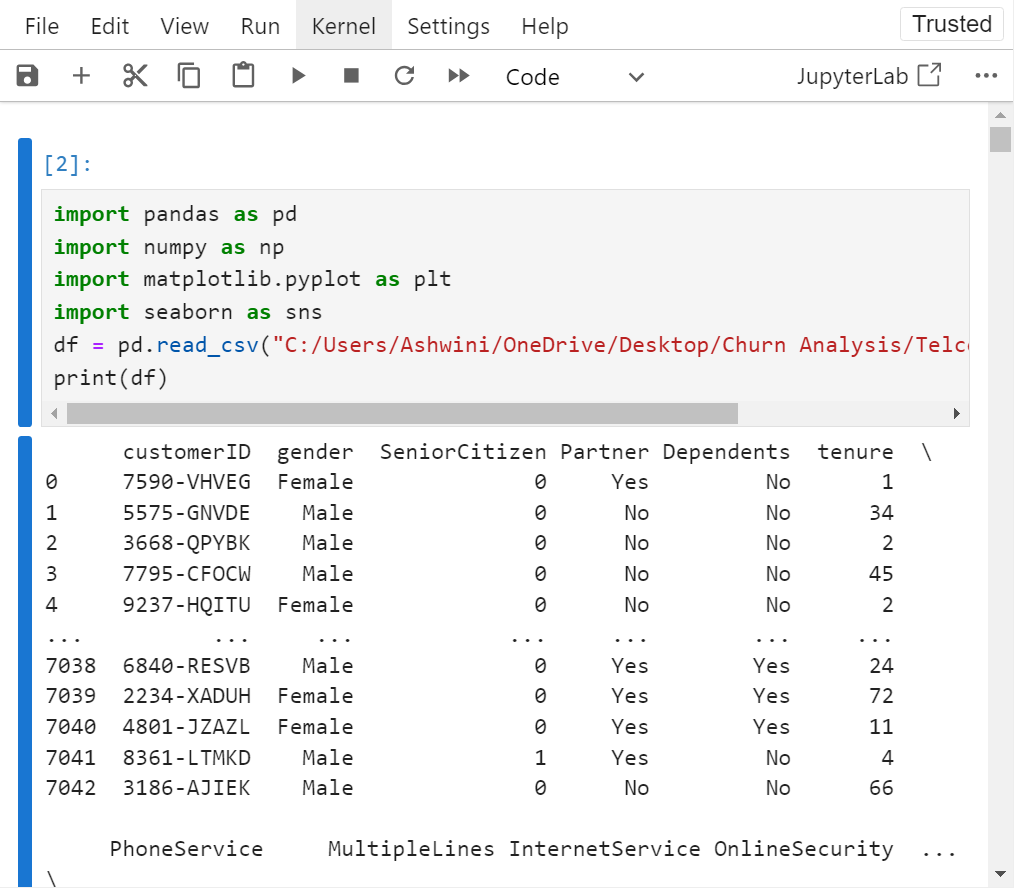 File Edit View Run Kernel Settings Help Trusted
Code JupyterLab
[2]:
import pandas as pd
import numpy as np
import matplotlib.pyplot as plt
import seaborn as sns
df = pd.read_csv("C:/Users/Ashwini/OneDrive/Desktop/Churn Analysis/Telc
print(df)
customerID gender SeniorCitizen Partner Dependents tenure \
0 7590-VHVEG Female 0 Yes No 1
1 5575-GNVDE Male 0 No No 34
2 3668-QPYBK Male 0 No No 2
3 7795-CFOCW Male 0 No No 45
4 9237-HQITU Female 0 No No 2
... ... ... ... ... ... ...
7038 6840-RESVB Male 0 Yes Yes 24
7039 2234-XADUH Female 0 Yes Yes 72
7040 4801-JZAZL Female 0 Yes Yes 11
7041 8361-LTMKD Male 1 Yes No 4
7042 3186-AJIEK Male 0 No No 66
PhoneService MultipleLines InternetService OnlineSecurity ...
\